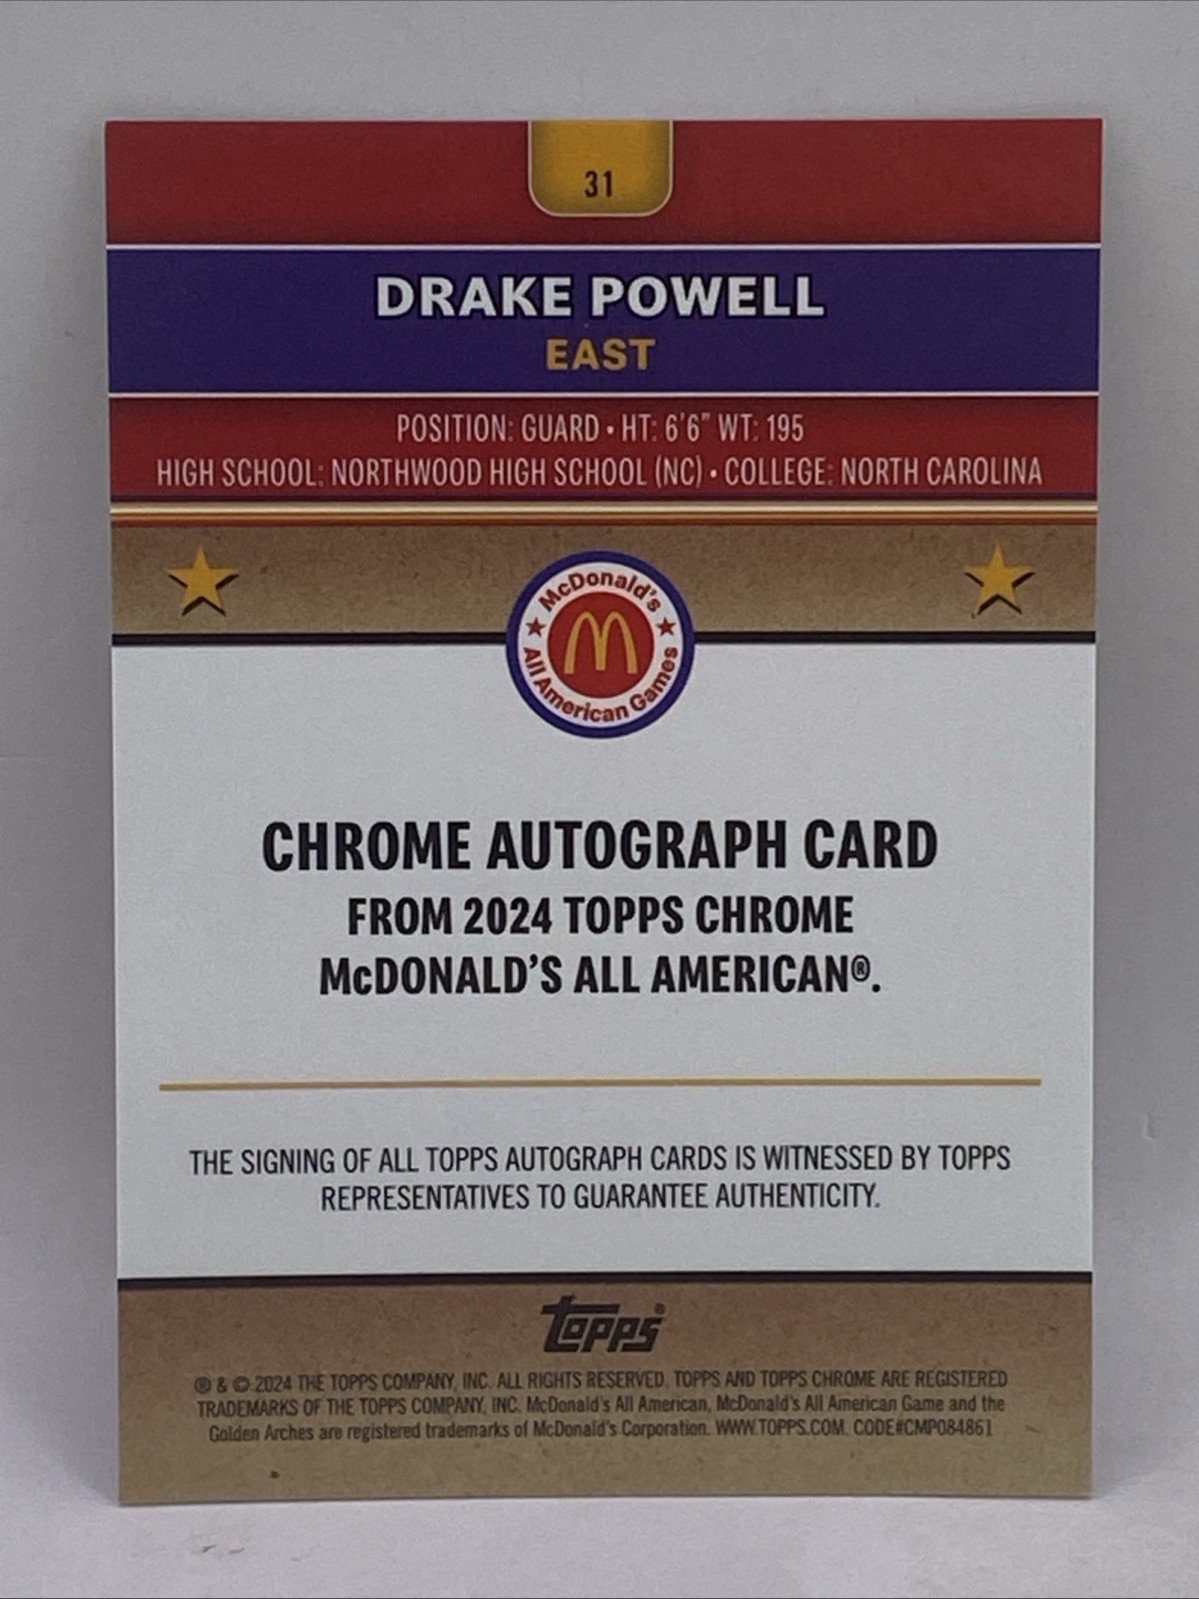 31
DRAKE POWELL
EAST
POSITION: GUARD • HT: 6'6" WT: 195
HIGH SCHOOL: NORTHWOOD HIGH SCHOOL (NC) • COLLEGE: NORTH CAROLINA
McDonald's
M
All American Games
CHROME AUTOGRAPH CARD
FROM 2024 TOPPS CHROME
McDONALD'S ALL AMERICAN®.
THE SIGNING OF ALL TOPPS AUTOGRAPH CARDS IS WITNESSED BY TOPPS
REPRESENTATIVES TO GUARANTEE AUTHENTICITY.
Topps®
® & © 2024 THE TOPPS COMPANY, INC. ALL RIGHTS RESERVED. TOPPS AND TOPPS CHROME ARE REGISTERED
TRADEMARKS OF THE TOPPS COMPANY, INC. McDonald's All American, McDonald's All American Game and the
Golden Arches are registered trademarks of McDonald's Corporation. WWW.TOPPS.COM. CODE#CMP084861